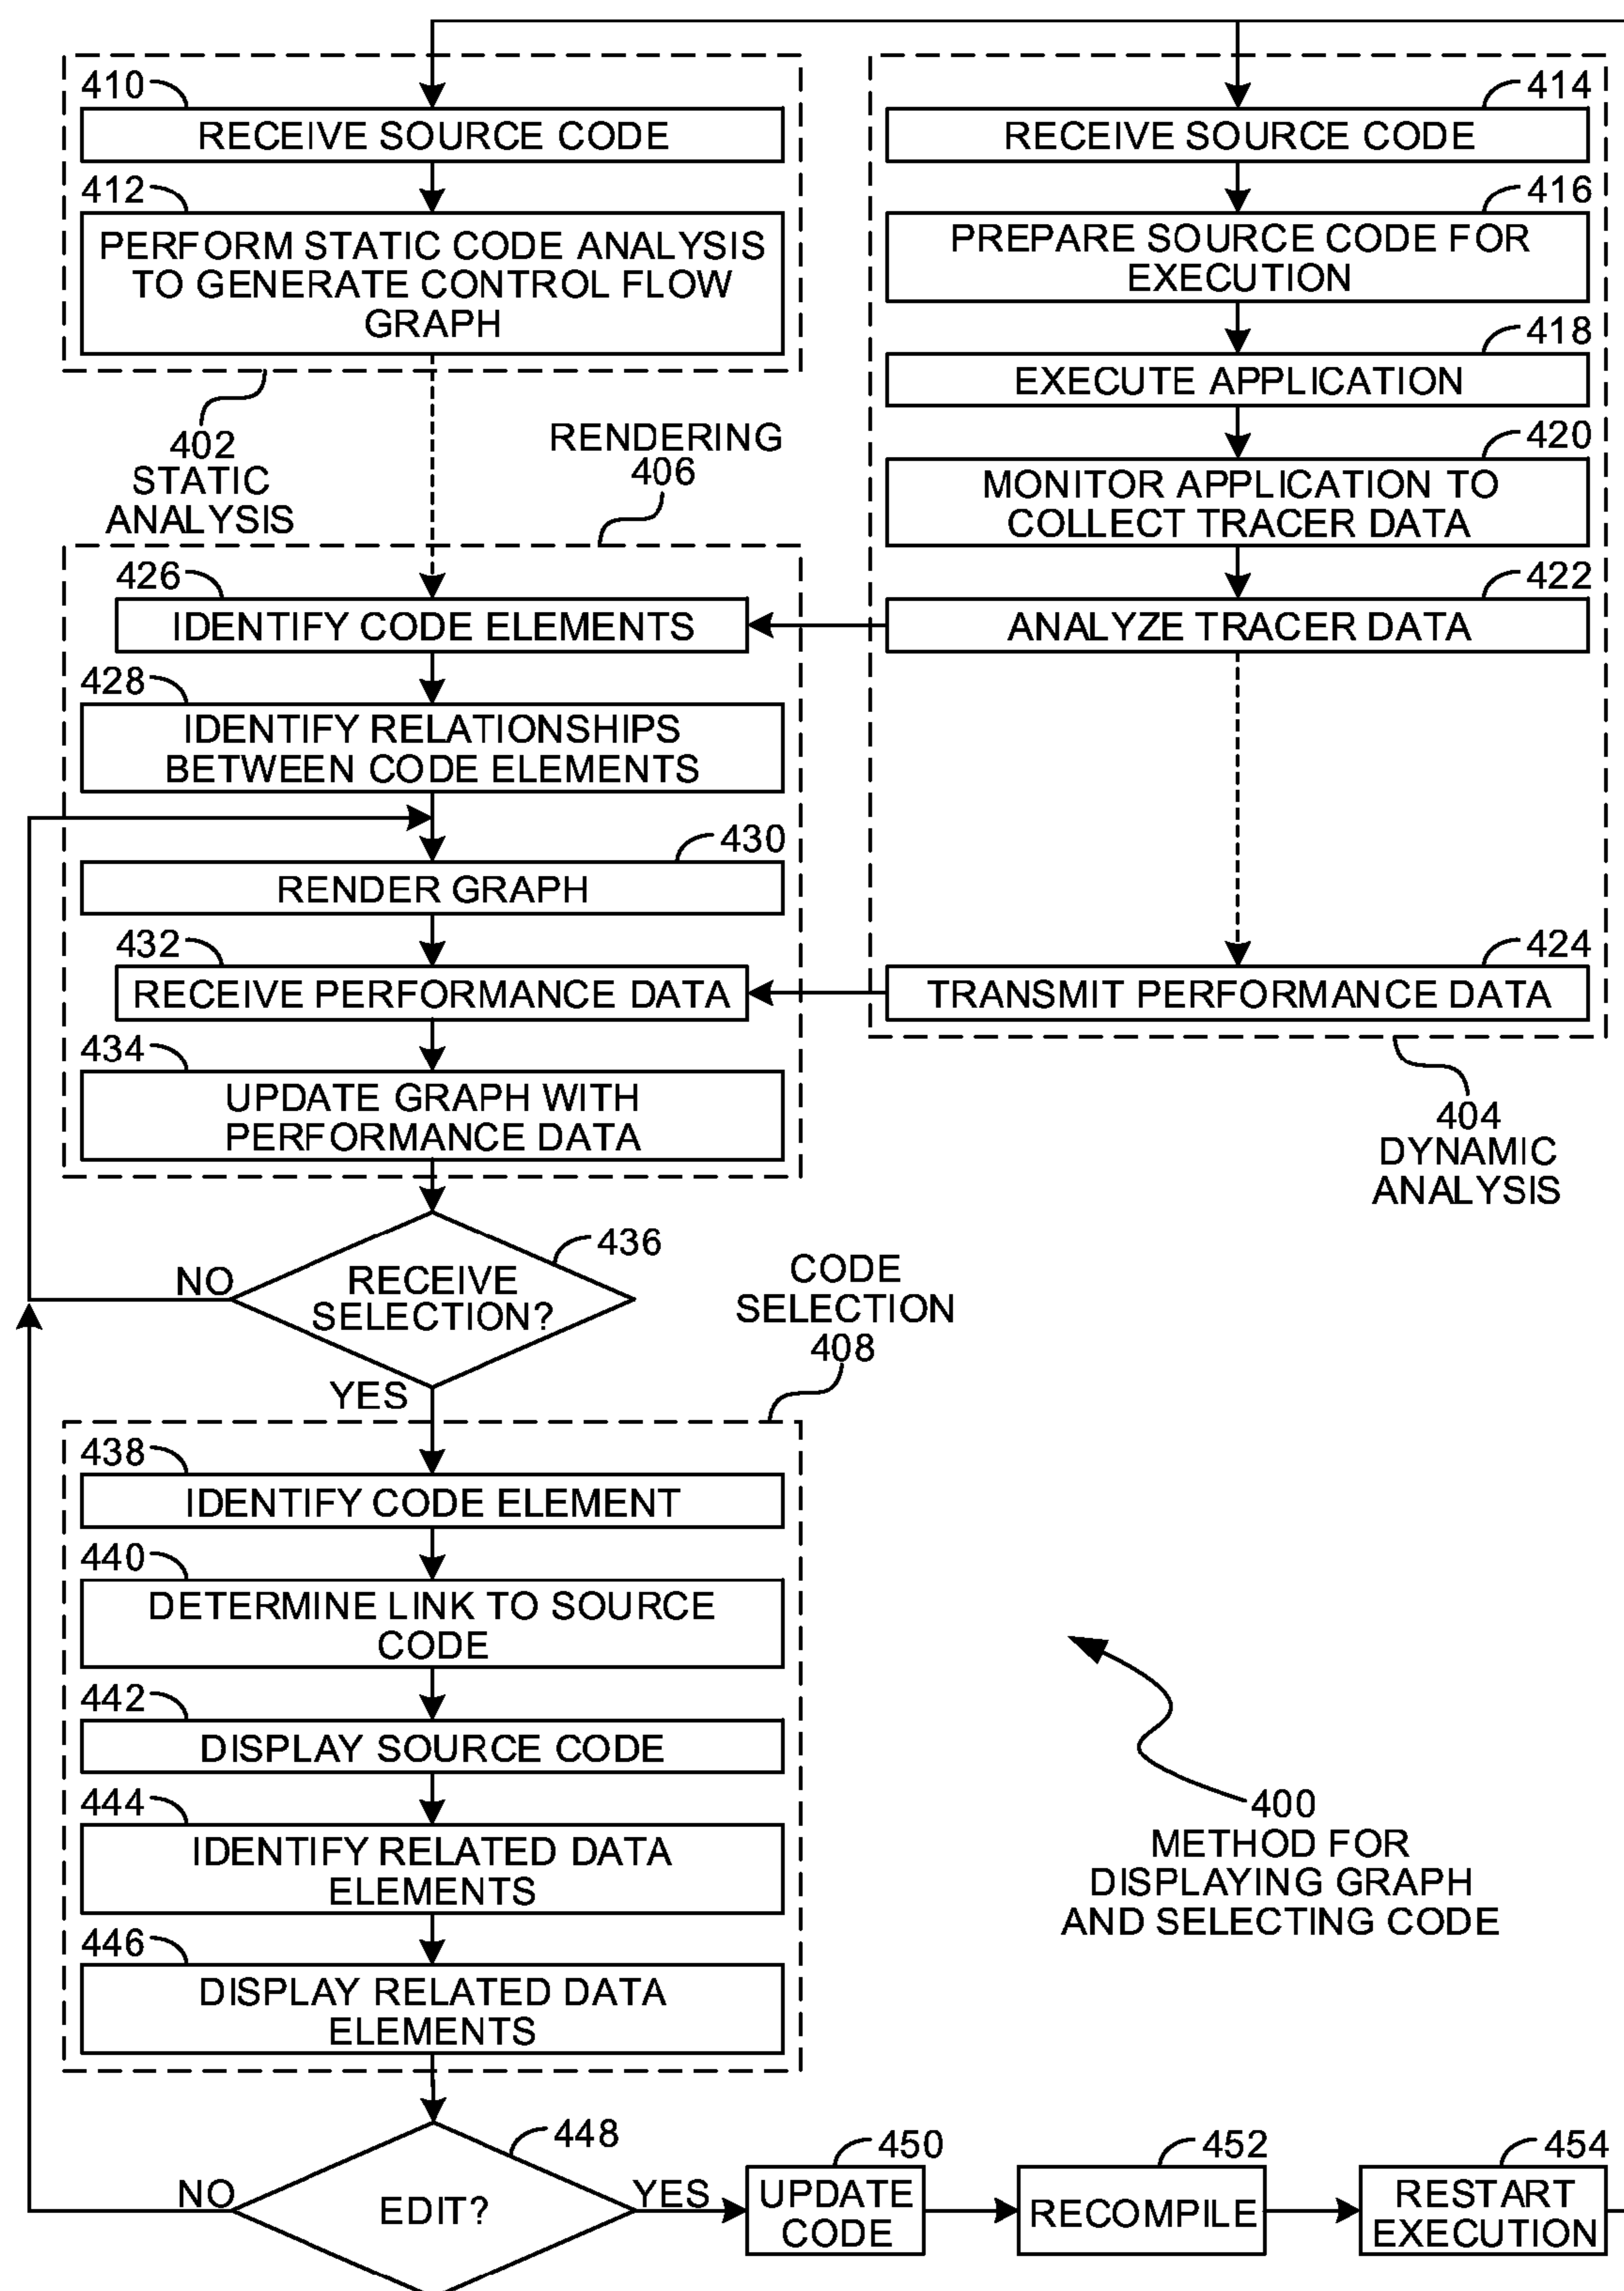 410
RECEIVE SOURCE CODE
412
PERFORM STATIC CODE ANALYSIS
TO GENERATE CONTROL FLOW
GRAPH
402
STATIC
ANALYSIS
414
RECEIVE SOURCE CODE
416
PREPARE SOURCE CODE FOR
EXECUTION
418
EXECUTE APPLICATION
420
MONITOR APPLICATION TO
COLLECT TRACER DATA
422
ANALYZE TRACER DATA
424
TRANSMIT PERFORMANCE DATA
404
DYNAMIC
ANALYSIS
RENDERING
406
426
IDENTIFY CODE ELEMENTS
428
IDENTIFY RELATIONSHIPS
BETWEEN CODE ELEMENTS
430
RENDER GRAPH
432
RECEIVE PERFORMANCE DATA
434
UPDATE GRAPH WITH
PERFORMANCE DATA
436
RECEIVE
SELECTION?
NO
YES
CODE
SELECTION
408
438
IDENTIFY CODE ELEMENT
440
DETERMINE LINK TO SOURCE
CODE
442
DISPLAY SOURCE CODE
444
IDENTIFY RELATED DATA
ELEMENTS
446
DISPLAY RELATED DATA
ELEMENTS
400
METHOD FOR
DISPLAYING GRAPH
AND SELECTING CODE
448
EDIT?
NO
YES
450
UPDATE
CODE
452
RECOMPILE
454
RESTART
EXECUTION